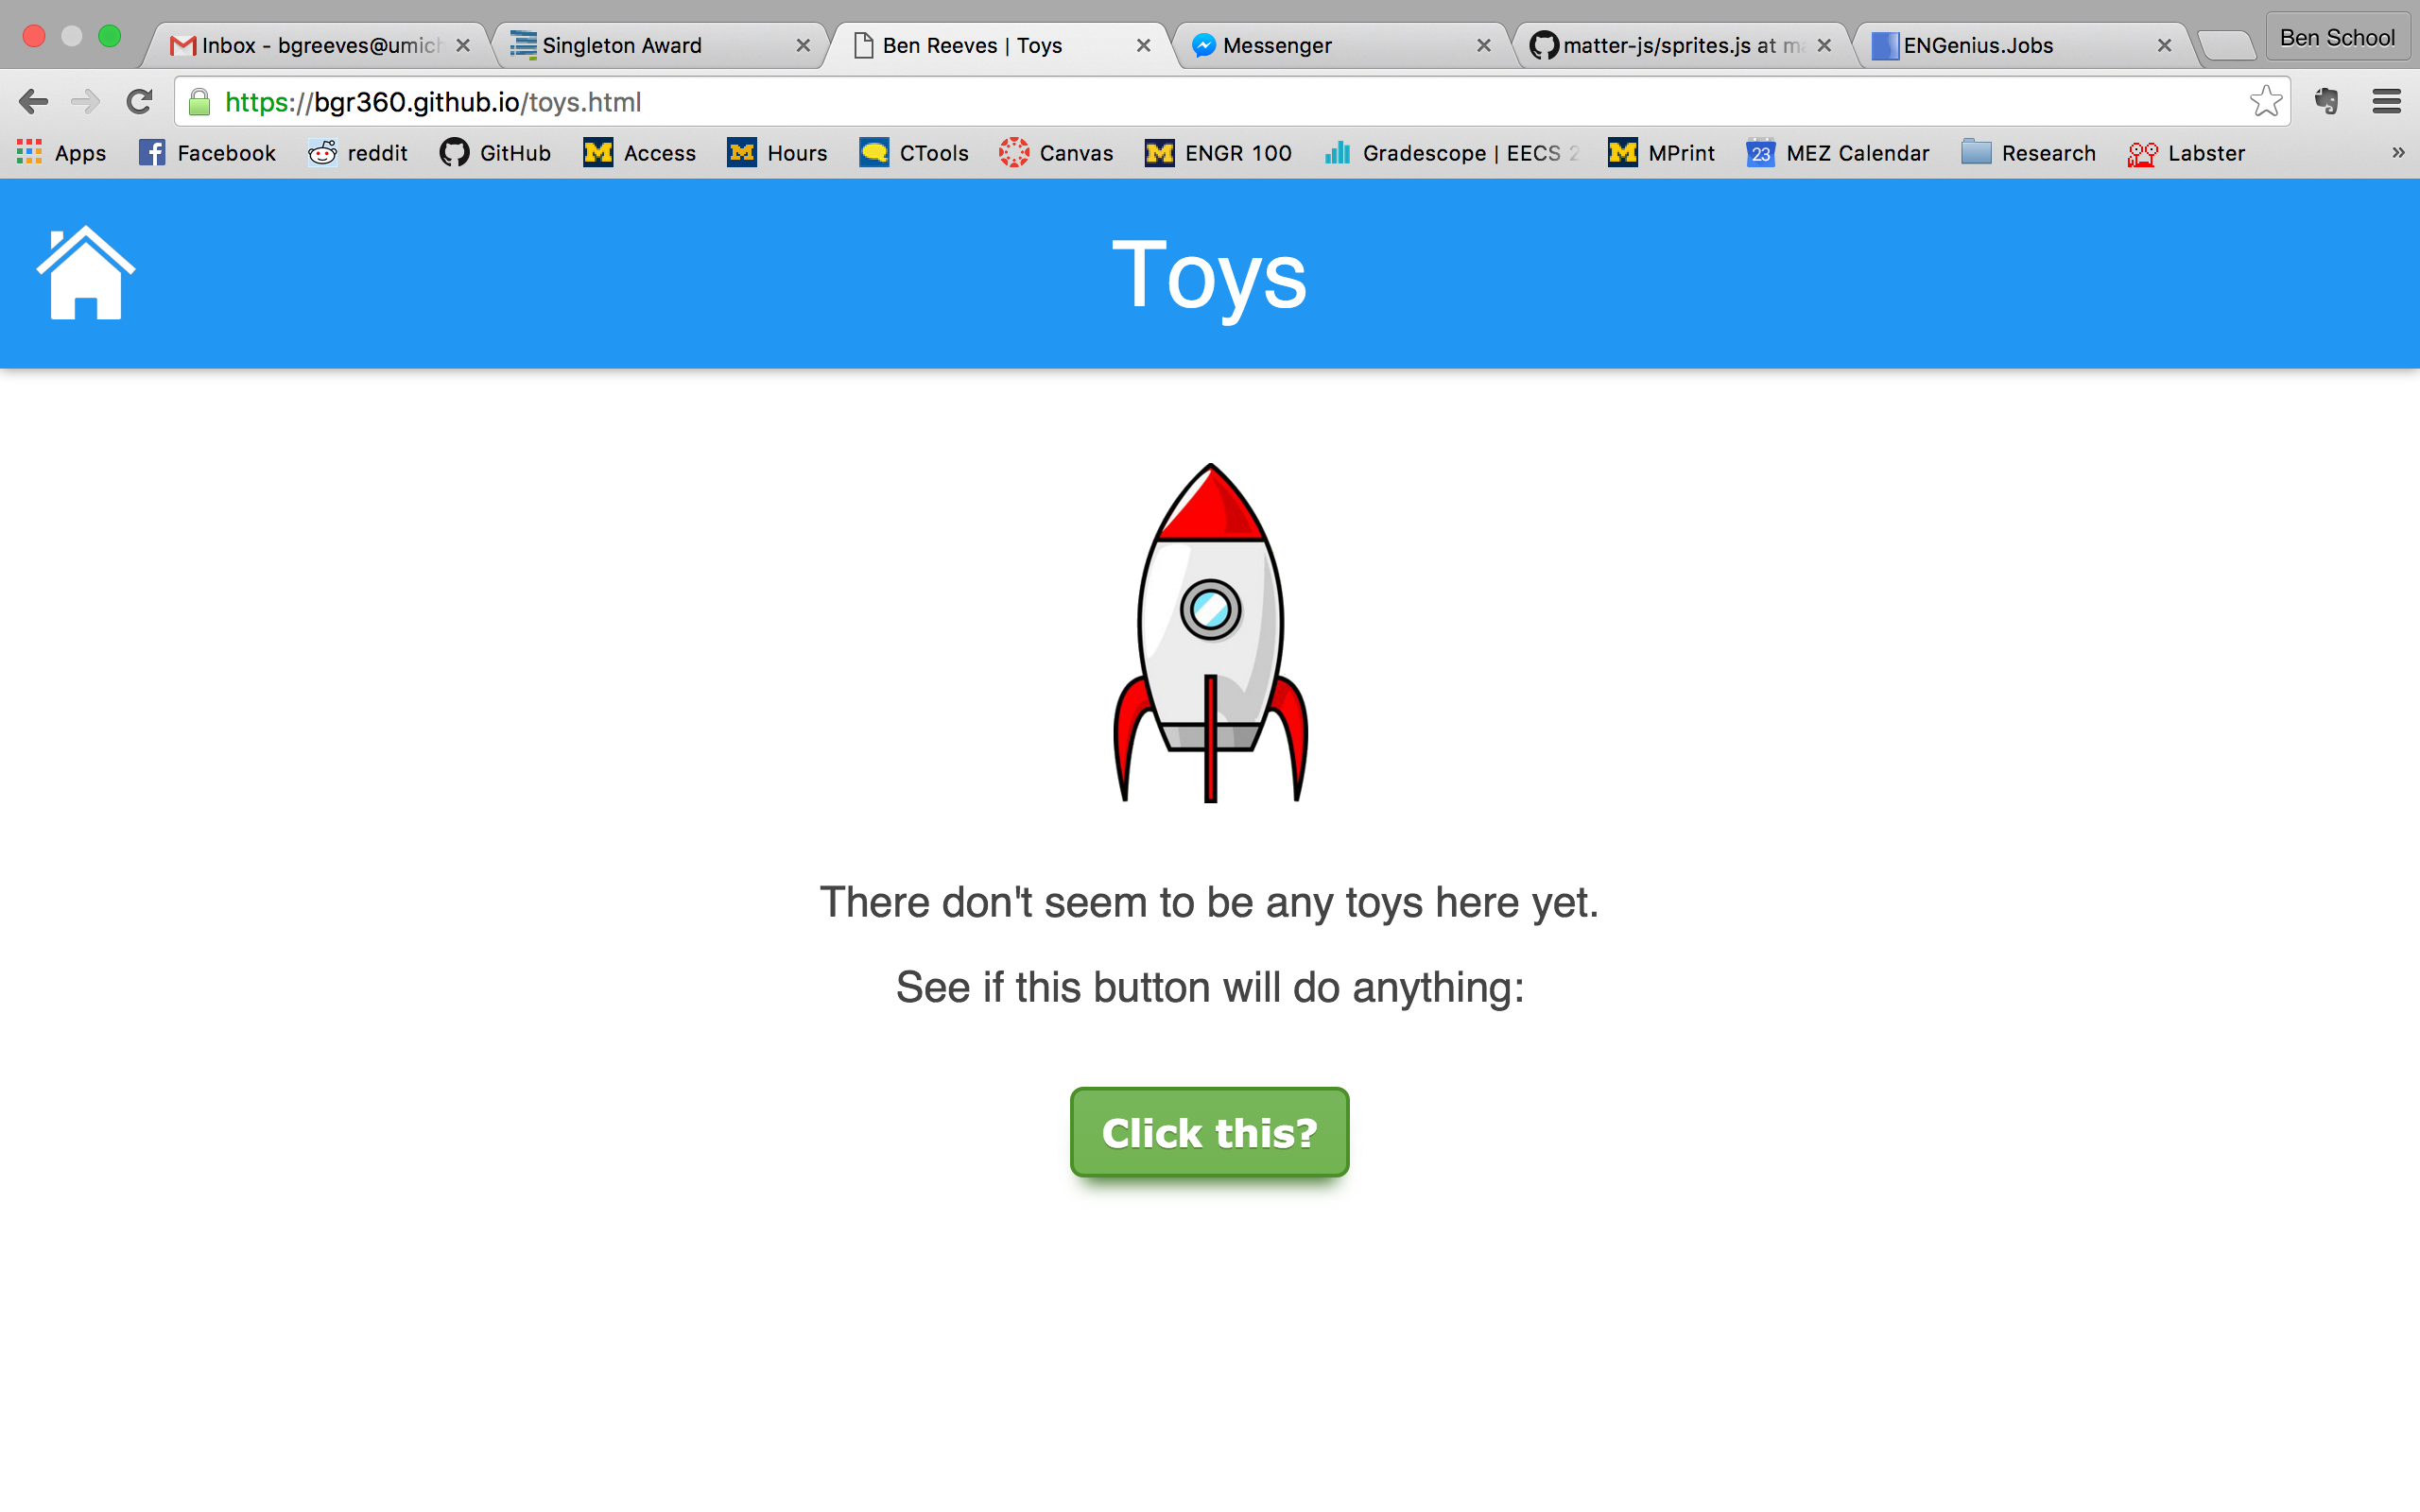 Inbox - bgreeves@umich
Singleton Award
Ben Reeves | Toys
Messenger
matter-js/sprites.js at ma
ENGenius.Jobs
Ben School
https://bgr360.github.io/toys.html
Apps
Facebook
reddit
GitHub
Access
Hours
CTools
Canvas
ENGR 100
Gradescope | EECS 2
MPrint
23
MEZ Calendar
Research
Labster
»
Toys
There don't seem to be any toys here yet.
See if this button will do anything:
Click this?